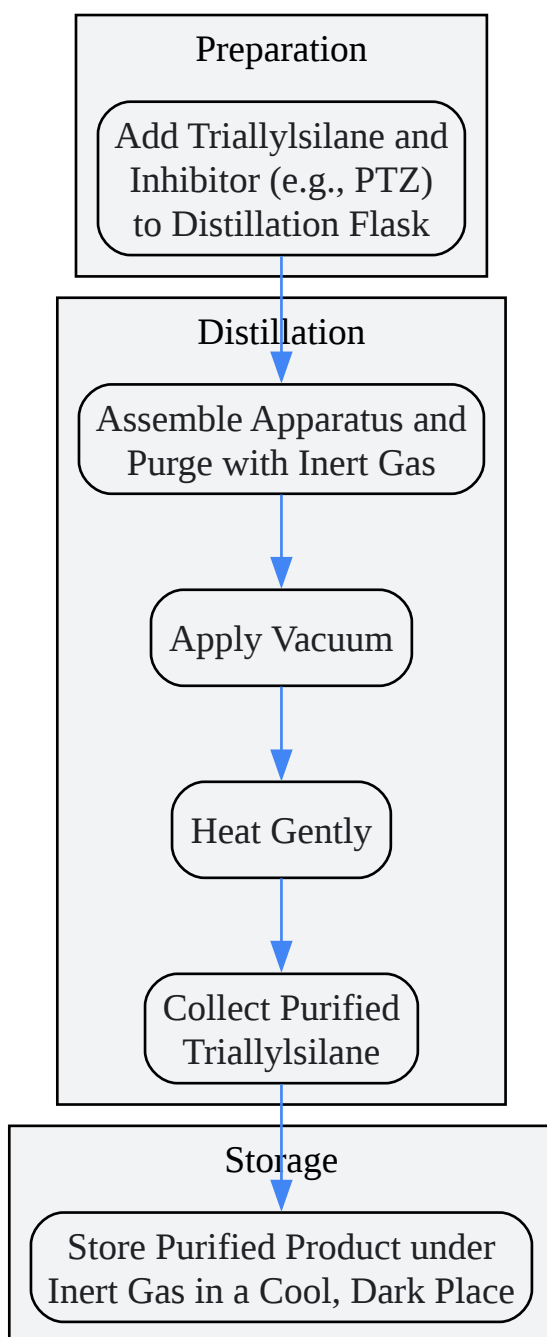 Preparation
Add Triallylsilane and
Inhibitor (e.g., PTZ)
to Distillation Flask
Distillation
Assemble Apparatus and
Purge with Inert Gas
Apply Vacuum
Heat Gently
Collect Purified
Triallylsilane
Storage
Store Purified Product under
Inert Gas in a Cool, Dark Place